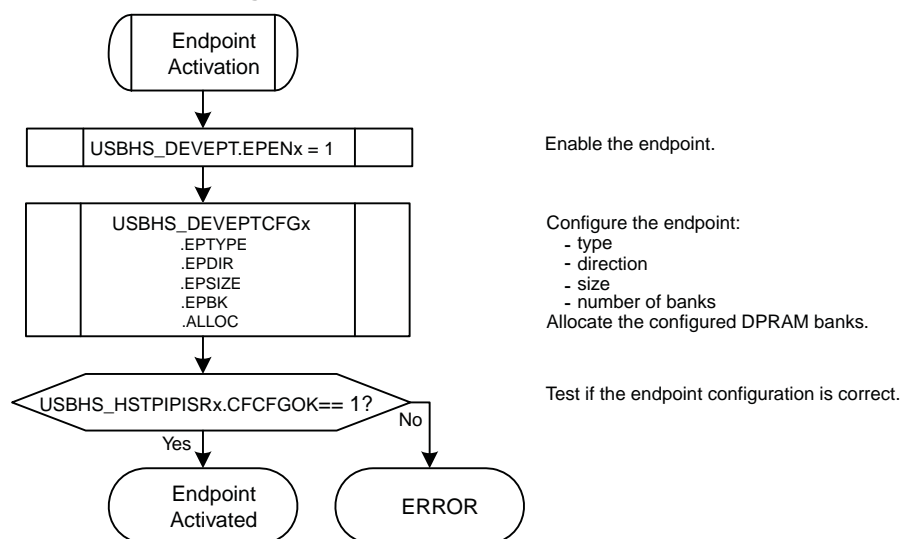 Endpoint
Activation
USBHS_DEVEPT.EPENx = 1
Enable the endpoint.
USBHS_DEVEPTCFGx
.EPTYPE
.EPDIR
.EPSIZE
.EPBK
.ALLOC
Configure the endpoint:
- type
- direction
- size
- number of banks
Allocate the configured DPRAM banks.
USBHS_HSTPIPISRx.CFCFGOK== 1?
Test if the endpoint configuration is correct.
No
Yes
Endpoint
Activated
ERROR